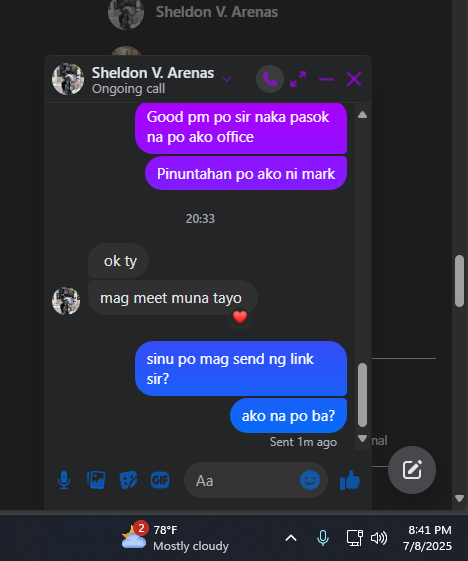 Sheldon V. Arenas
Sheldon V. Arenas
Ongoing call
Good pm po sir naka pasok
na po ako office
Pinuntahan po ako ni mark
20:33
ok ty
mag meet muna tayo
sinu po mag send ng link
sir?
ako na po ba?
Sent 1m ago
nal
GIF
Aa
2
78°F
Mostly cloudy
8:41 PM
7/8/2025